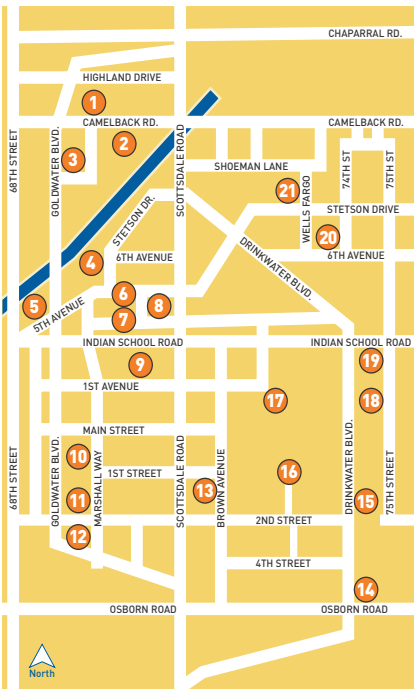 CHAPARRAL RD.
HIGHLAND DRIVE
1
CAMELBACK RD.
CAMELBACK RD.
2
3
68TH STREET
GOLDWATER BLVD.
SCOTTSDALE ROAD
SHOEMAN LANE
74TH ST
75TH ST
21
WELLS FARGO
STETSON DRIVE
STETSON DR.
20
DRINKWATER BLVD.
6TH AVENUE
6TH AVENUE
4
5
6
8
5TH AVENUE
7
INDIAN SCHOOL ROAD
INDIAN SCHOOL ROAD
9
19
1ST AVENUE
17
18
MAIN STREET
10
1ST STREET
16
68TH STREET
GOLDWATER BLVD.
MARSHALL WAY
SCOTTSDALE ROAD
BROWN AVENUE
DRINKWATER BLVD.
75TH STREET
11
13
15
2ND STREET
12
4TH STREET
14
OSBORN ROAD
OSBORN ROAD
North